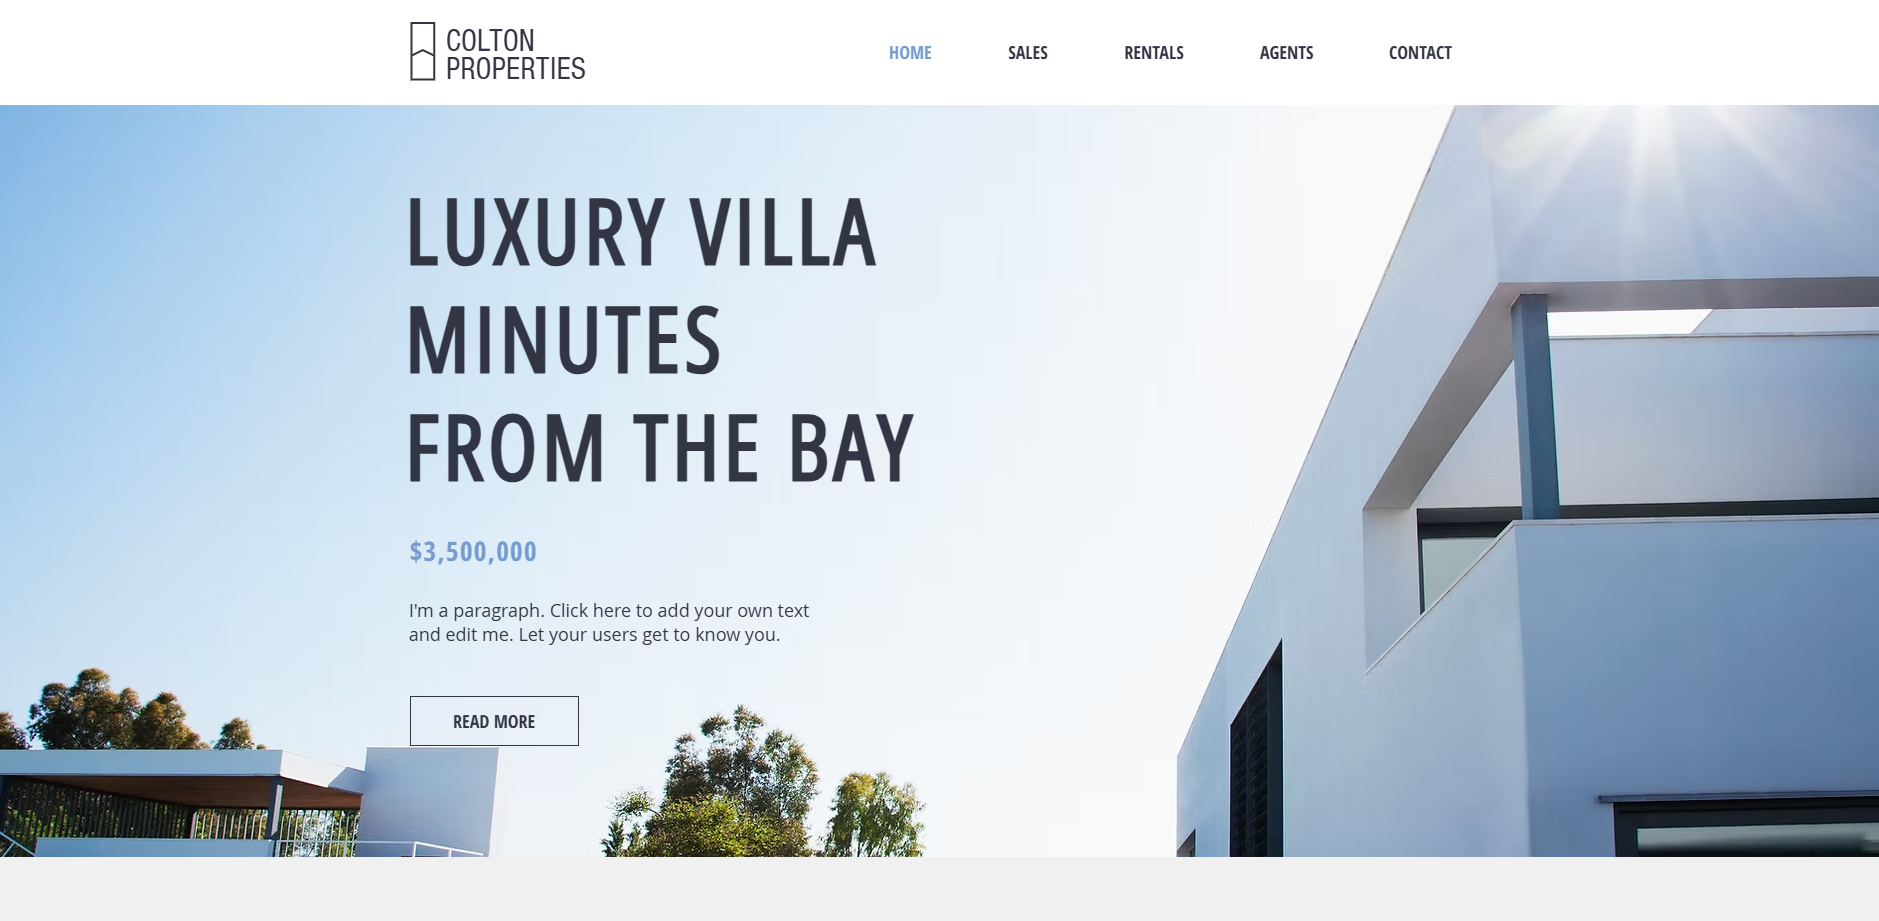 COLTON
PROPERTIES
HOME SALES RENTALS AGENTS CONTACT
LUXURY VILLA
MINUTES
FROM THE BAY
$3,500,000
I'm a paragraph. Click here to add your own text
and edit me. Let your users get to know you.
READ MORE